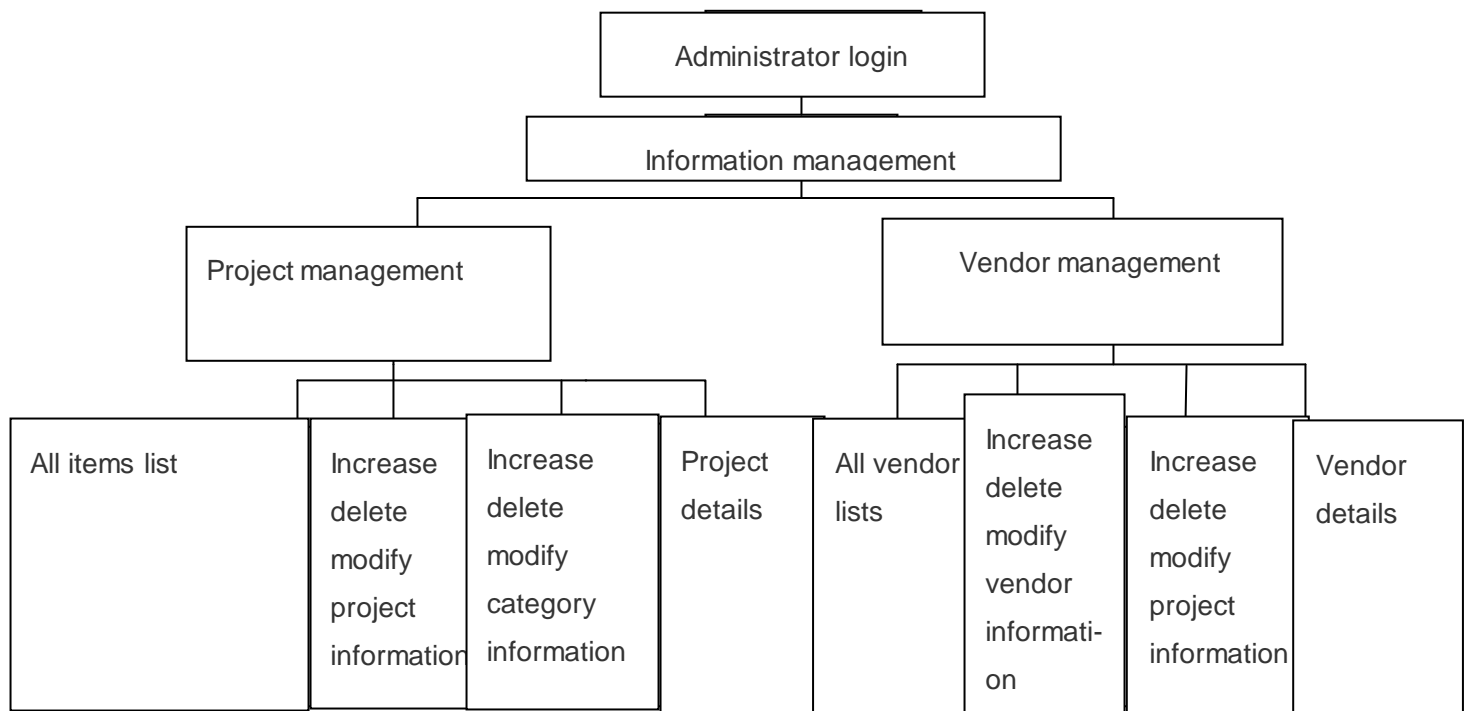 Administrator login
Information management
Project management
Vendor management
All items list
Increase
delete
modify
project
information
Increase
delete
modify
category
information
Project
details
All vendor
lists
Increase
delete
modify
vendor
informati-
on
Increase
delete
modify
project
information
Vendor
details